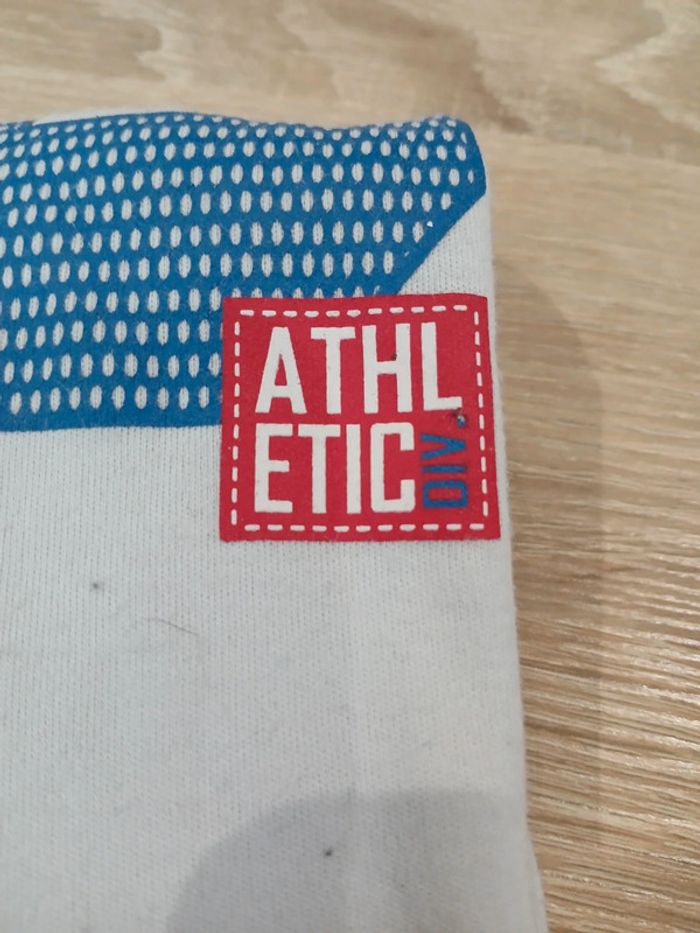 ATHL
ETIC
DIV.